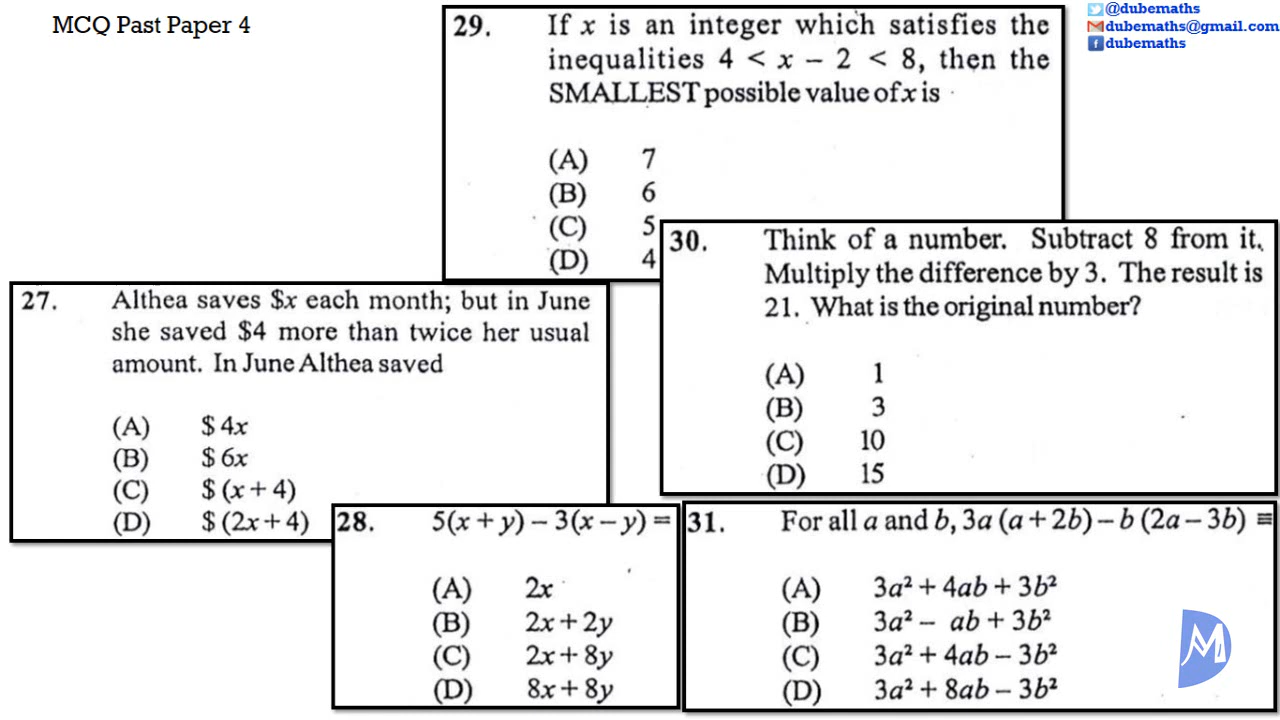 MCQ Past Paper 4
@dubemaths
dubemaths@gmail.com
dubemaths
29. If x is an integer which satisfies the
inequalities 4 < x − 2 < 8, then the
SMALLEST possible value of x is
(A) 7
(B) 6
(C) 5
(D) 4
30. Think of a number. Subtract 8 from it,
Multiply the difference by 3. The result is
21. What is the original number?
(A) 1
(B) 3
(C) 10
(D) 15
27. Althea saves $x each month; but in June
she saved $4 more than twice her usual
amount. In June Althea saved
(A) $ 4x
(B) $ 6x
(C) $ (x + 4)
(D) $ (2x + 4)
28. 5(x + y) − 3(x − y) =
(A) 2x
(B) 2x + 2y
(C) 2x + 8y
(D) 8x + 8y
31. For all a and b, 3a (a + 2b) − b (2a − 3b) ≡
(A) 3a² + 4ab + 3b²
(B) 3a² − ab + 3b²
(C) 3a² + 4ab − 3b²
(D) 3a² + 8ab − 3b²
M